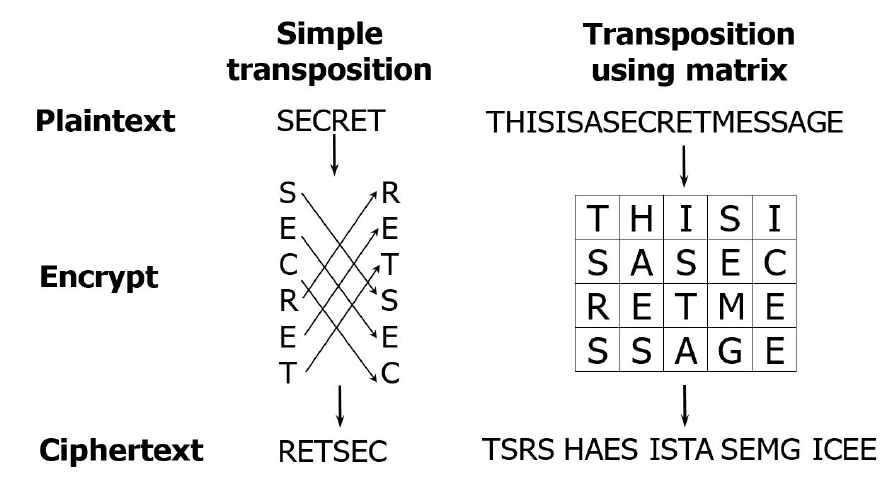 Simple
transposition
Transposition
using matrix
Plaintext
SECRET
THISISASECRETMESSAGE
Encrypt
S R
E E
C T
R S
E E
T C
T H I S I
S A S E C
R E T M E
S S A G E
Ciphertext
RETSEC
TSRS HAES ISTA SEMG ICEE